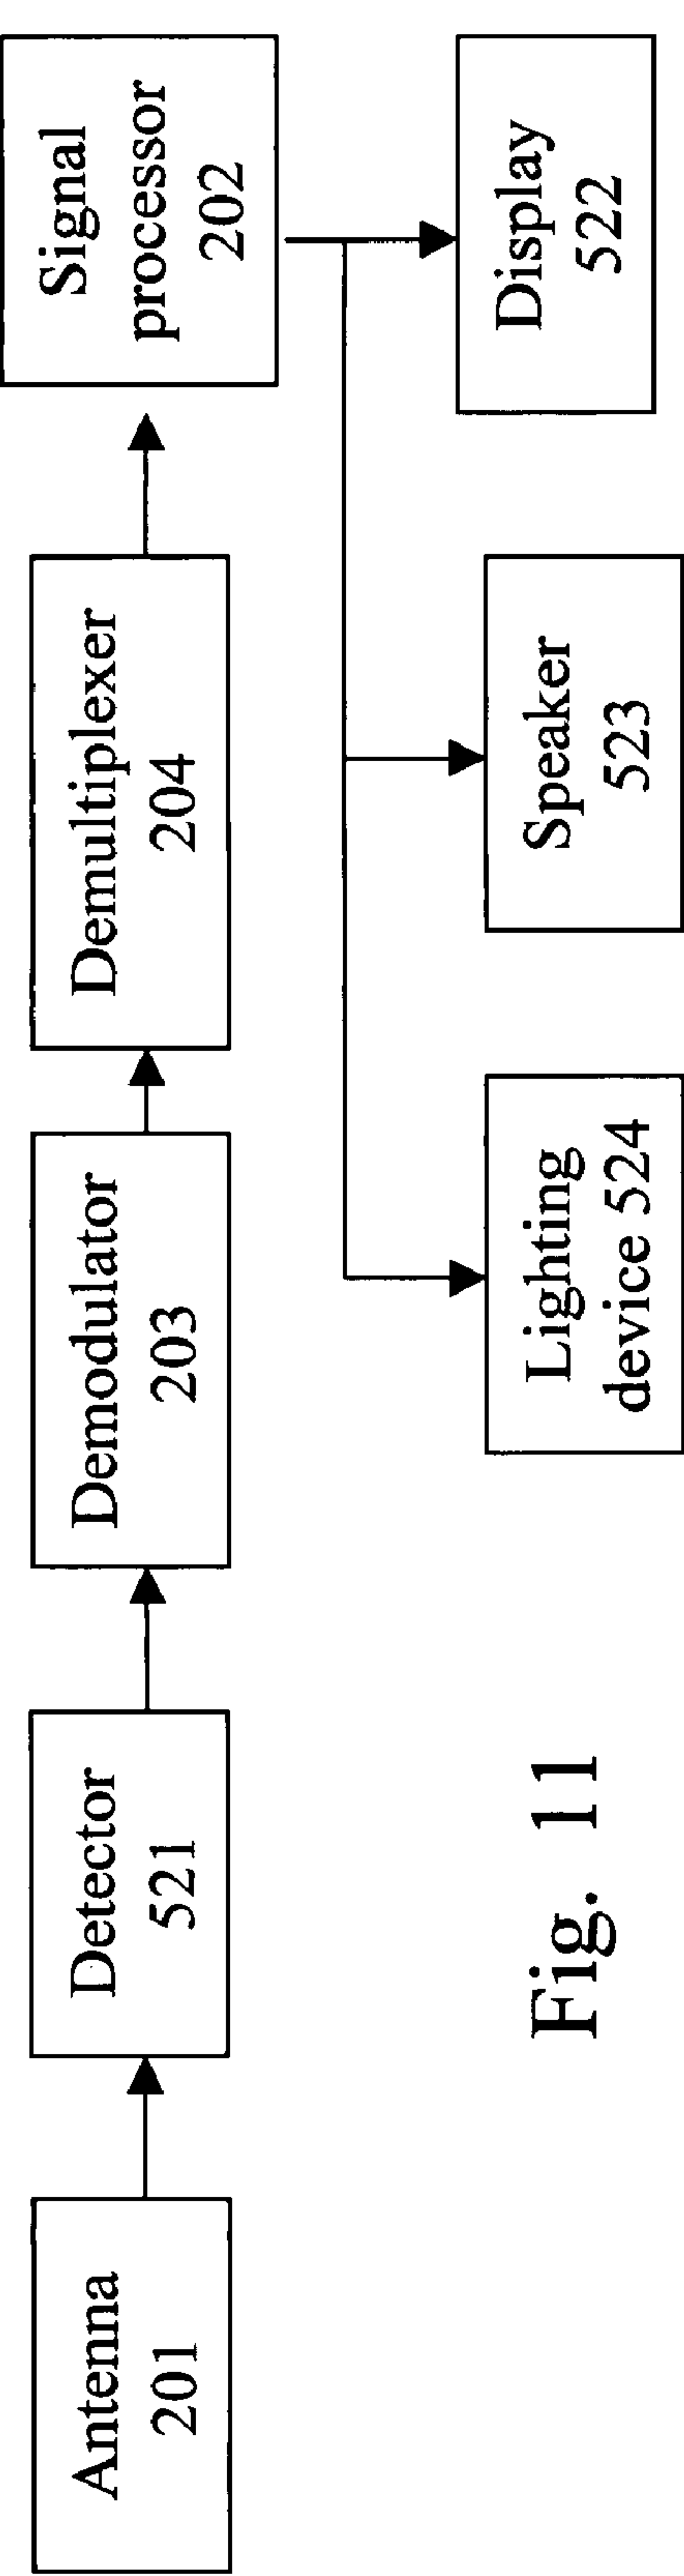 Antenna
201
Detector
521
Demodulator
203
Demultiplexer
204
Signal
processor
202
Lighting
device 524
Speaker
523
Display
522
Fig. 11